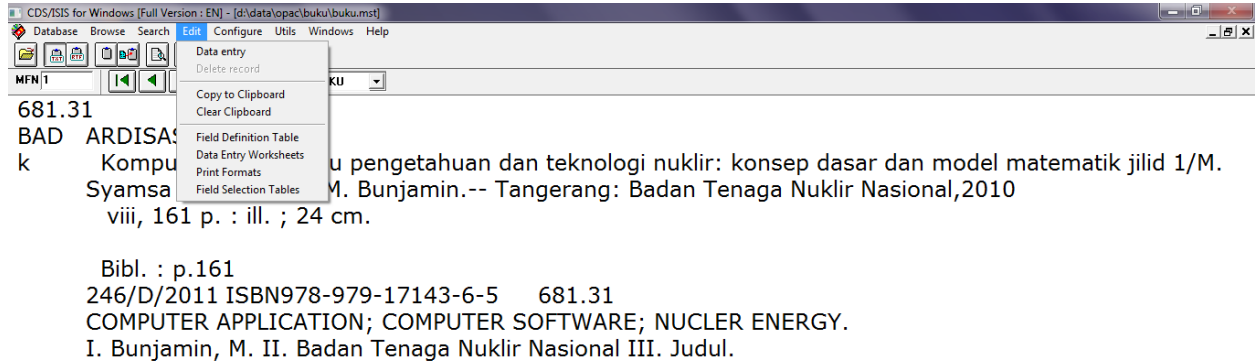 CDS/ISIS for Windows [Full Version : EN] - [d:\data\opac\buku\buku.mst]
Database Browse Search Edit Configure Utils Windows Help
Data entry
Delete record
Copy to Clipboard
Clear Clipboard
Field Definition Table
Data Entry Worksheets
Print Formats
Field Selection Tables
MFN 1 KU
681.31
BAD ARDISAS
k Kompu u pengetahuan dan teknologi nuklir: konsep dasar dan model matematik jilid 1/M.
Syamsa M. Bunjamin.-- Tangerang: Badan Tenaga Nuklir Nasional,2010
viii, 161 p. : ill. ; 24 cm.
Bibl. : p.161
246/D/2011 ISBN978-979-17143-6-5 681.31
COMPUTER APPLICATION; COMPUTER SOFTWARE; NUCLER ENERGY.
I. Bunjamin, M. II. Badan Tenaga Nuklir Nasional III. Judul.